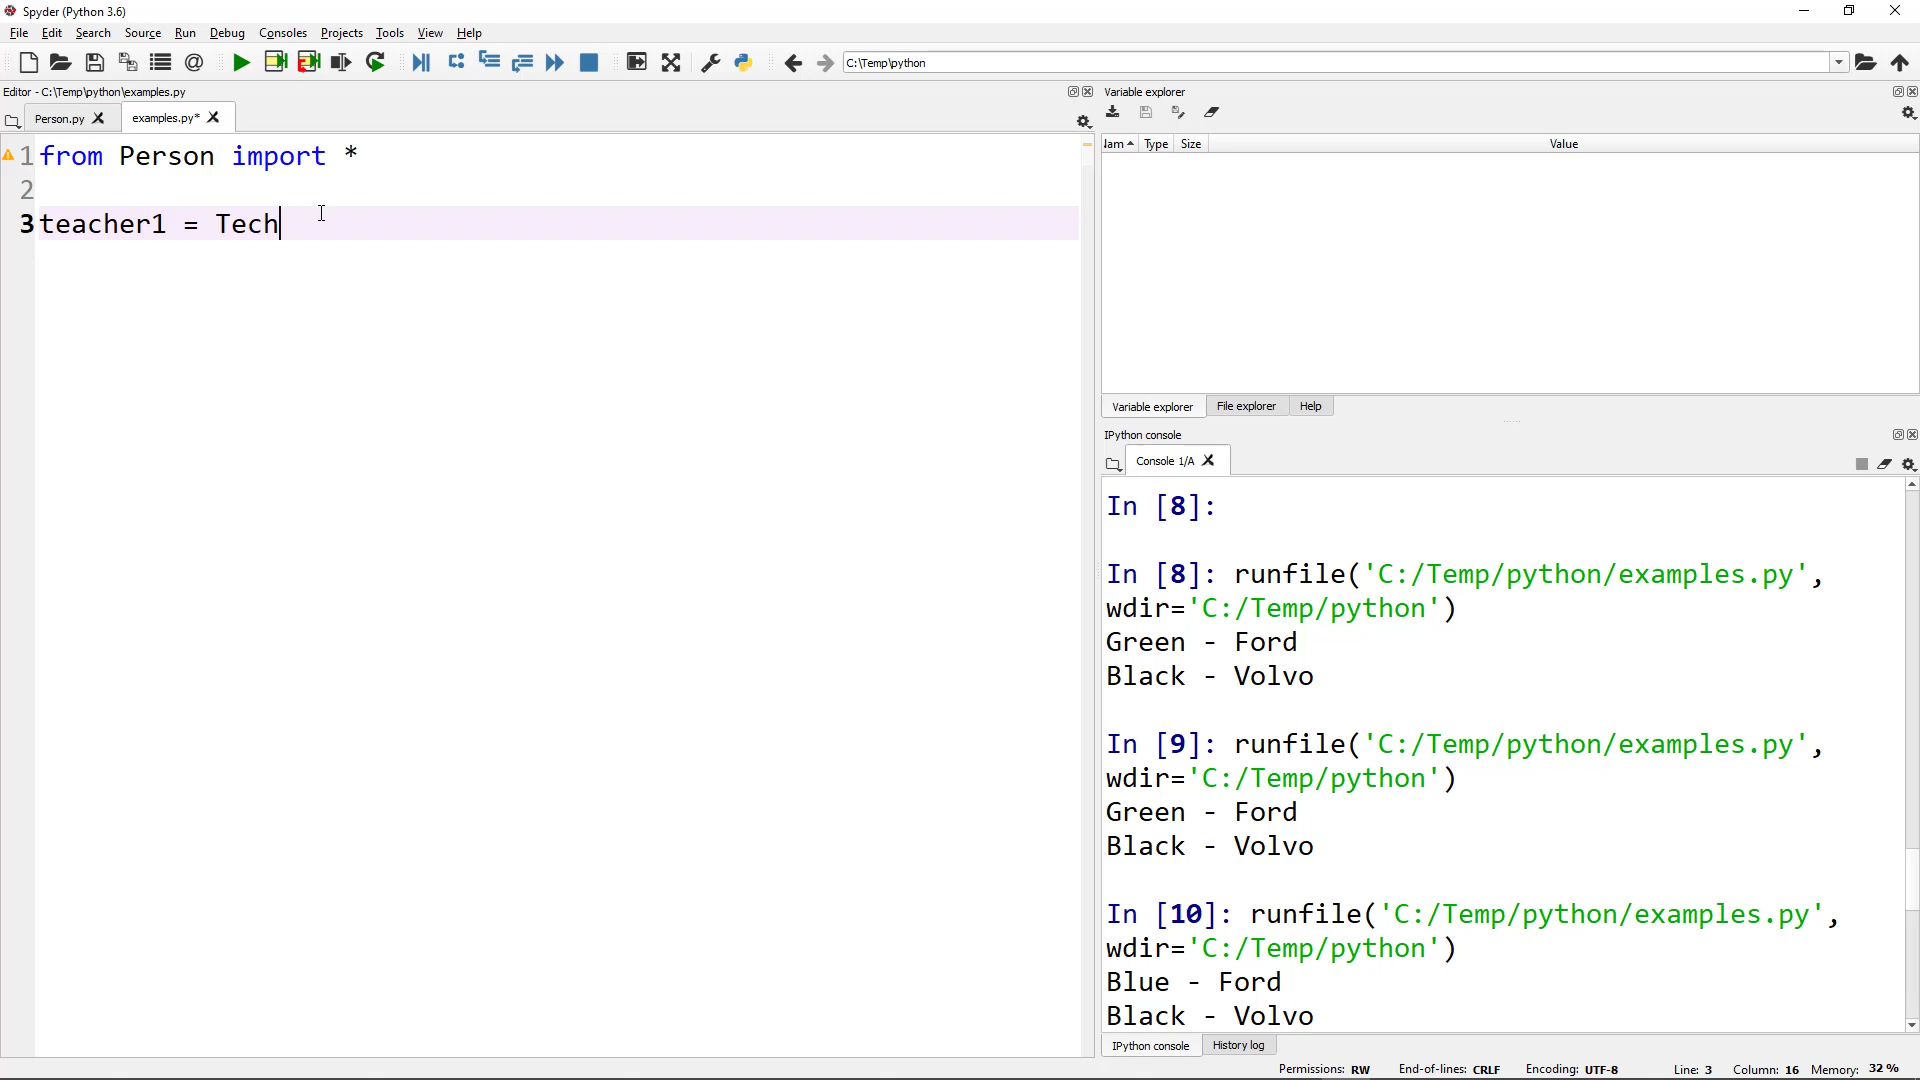 Spyder (Python 3.6)
File Edit Search Source Run Debug Consoles Projects Tools View Help
C:\Temp\python
Editor - C:\Temp\python\examples.py
Person.py
examples.py*
1 from Person import *
2
3 teacher1 = Tech
Variable explorer
Nam Type Size Value
Variable explorer File explorer Help
IPython console
Console 1/A
In [8]:
In [8]: runfile('C:/Temp/python/examples.py',
wdir='C:/Temp/python')
Green - Ford
Black - Volvo
In [9]: runfile('C:/Temp/python/examples.py',
wdir='C:/Temp/python')
Green - Ford
Black - Volvo
In [10]: runfile('C:/Temp/python/examples.py',
wdir='C:/Temp/python')
Blue - Ford
Black - Volvo
IPython console History log
Permissions: RW End-of-lines: CRLF Encoding: UTF-8 Line: 3 Column: 16 Memory: 32 %